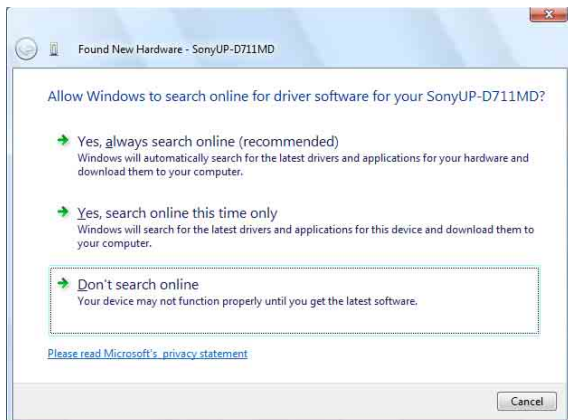 Found New Hardware - SonyUP-D711MD
Allow Windows to search online for driver software for your SonyUP-D711MD?
Yes, always search online (recommended)
Windows will automatically search for the latest drivers and applications for your hardware and
download them to your computer.
Yes, search online this time only
Windows will search for the latest drivers and applications for this device and download them to
your computer.
Don't search online
Your device may not function properly until you get the latest software.
Please read Microsoft's privacy statement
Cancel